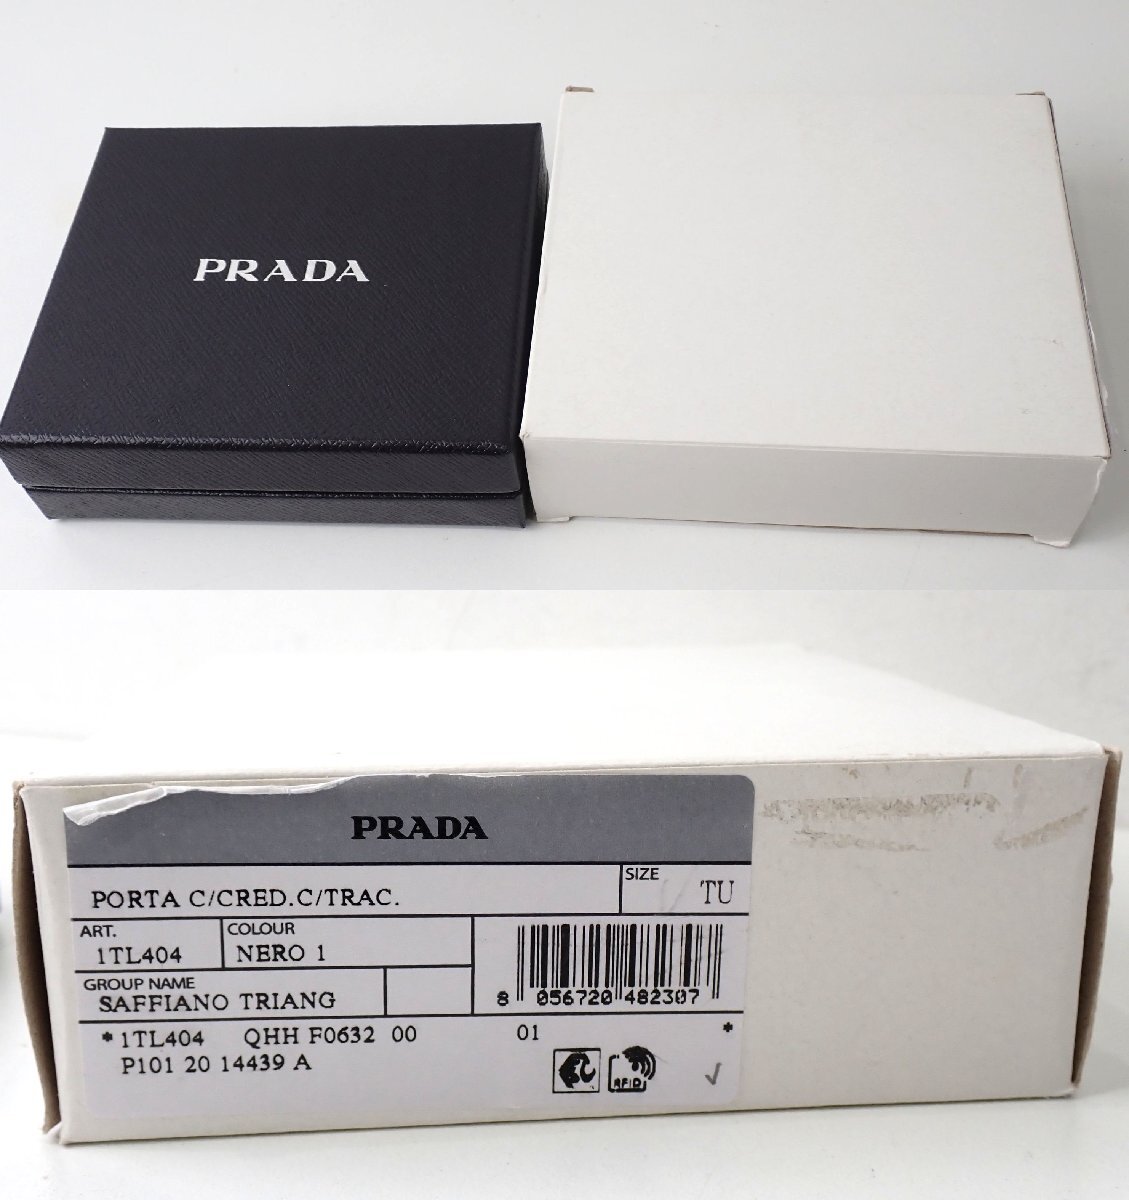 PRADA
PRADA
PORTA C/CRED.C/TRAC.
SIZE
TU
ART.
1TL404
COLOUR
NERO 1
8 056720 482307
GROUP NAME
SAFFIANO TRIANG
*1TL404 QHH F0632 00 01 *
P101 20 14439 A
RFID